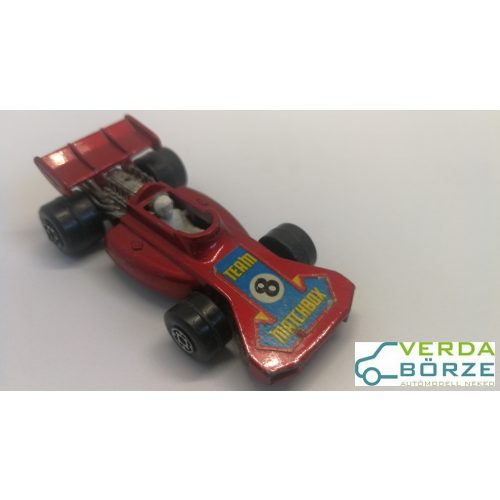 TEAM
8
MATCHBOX
VERDA
BÖRZE
AUTÓMODELL NEKED